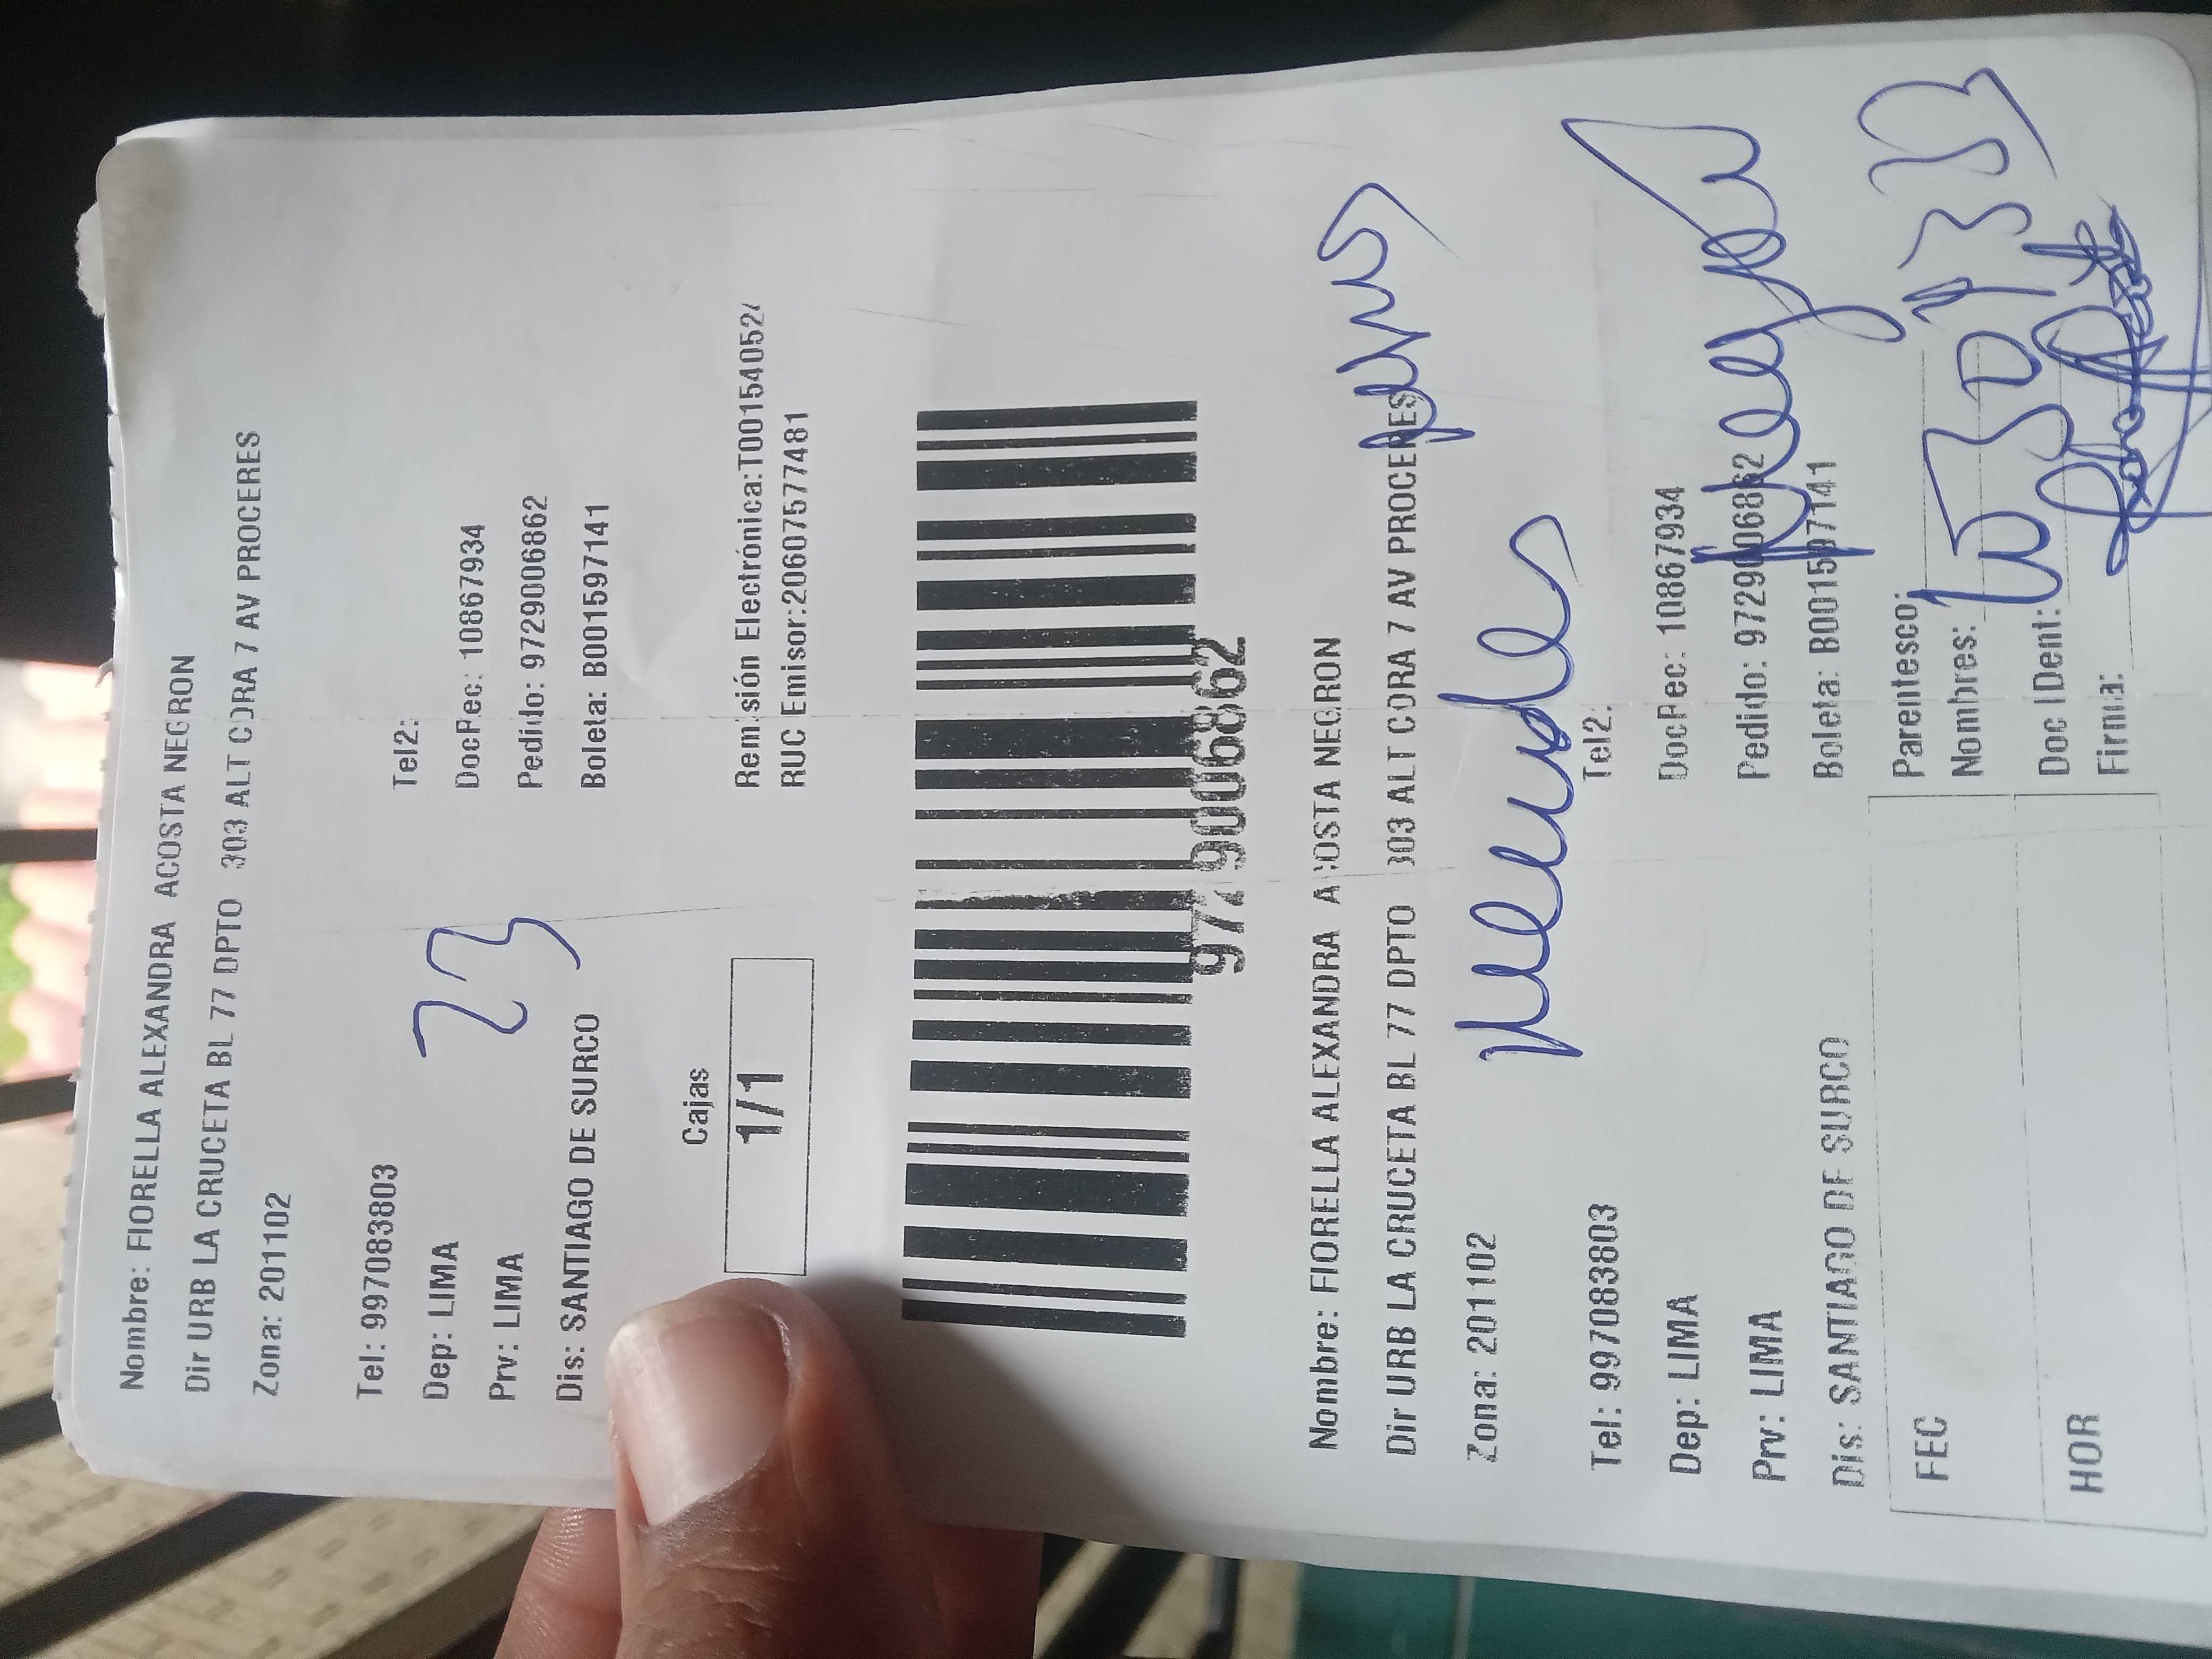 Nombre: FIORELLA ALEXANDRA ACOSTA NEGRON
Dir URB LA CRUCETA BL 77 DPTO 303 ALT CDRA 7 AV PROCERES
Zona: 201102
Tel: 997083803
Tel2:
Dep: LIMA
DocRec: 10867934
Prv: LIMA
Pedido: 9729006862
Dis: SANTIAGO DE SURCO
Boleta: B001597141
23
Cajas
1/1
Remisión Electrónica:T00154052
RUC Emisor:20607577481
9729006862
Nombre: FIORELLA ALEXANDRA ACOSTA NEGRON
Dir URB LA CRUCETA BL 77 DPTO 303 ALT CDRA 7 AV PROCERES
Zona: 201102
Tel: 997083803
Tel2:
Dep: LIMA
DocRec: 10867934
Prv: LIMA
Pedido: 9729006862
Dis: SANTIAGO DE SURCO
Boleta: B001597141
FEC
Parentesco:
Nombres:
HOR
Doc IDent:
Firma: